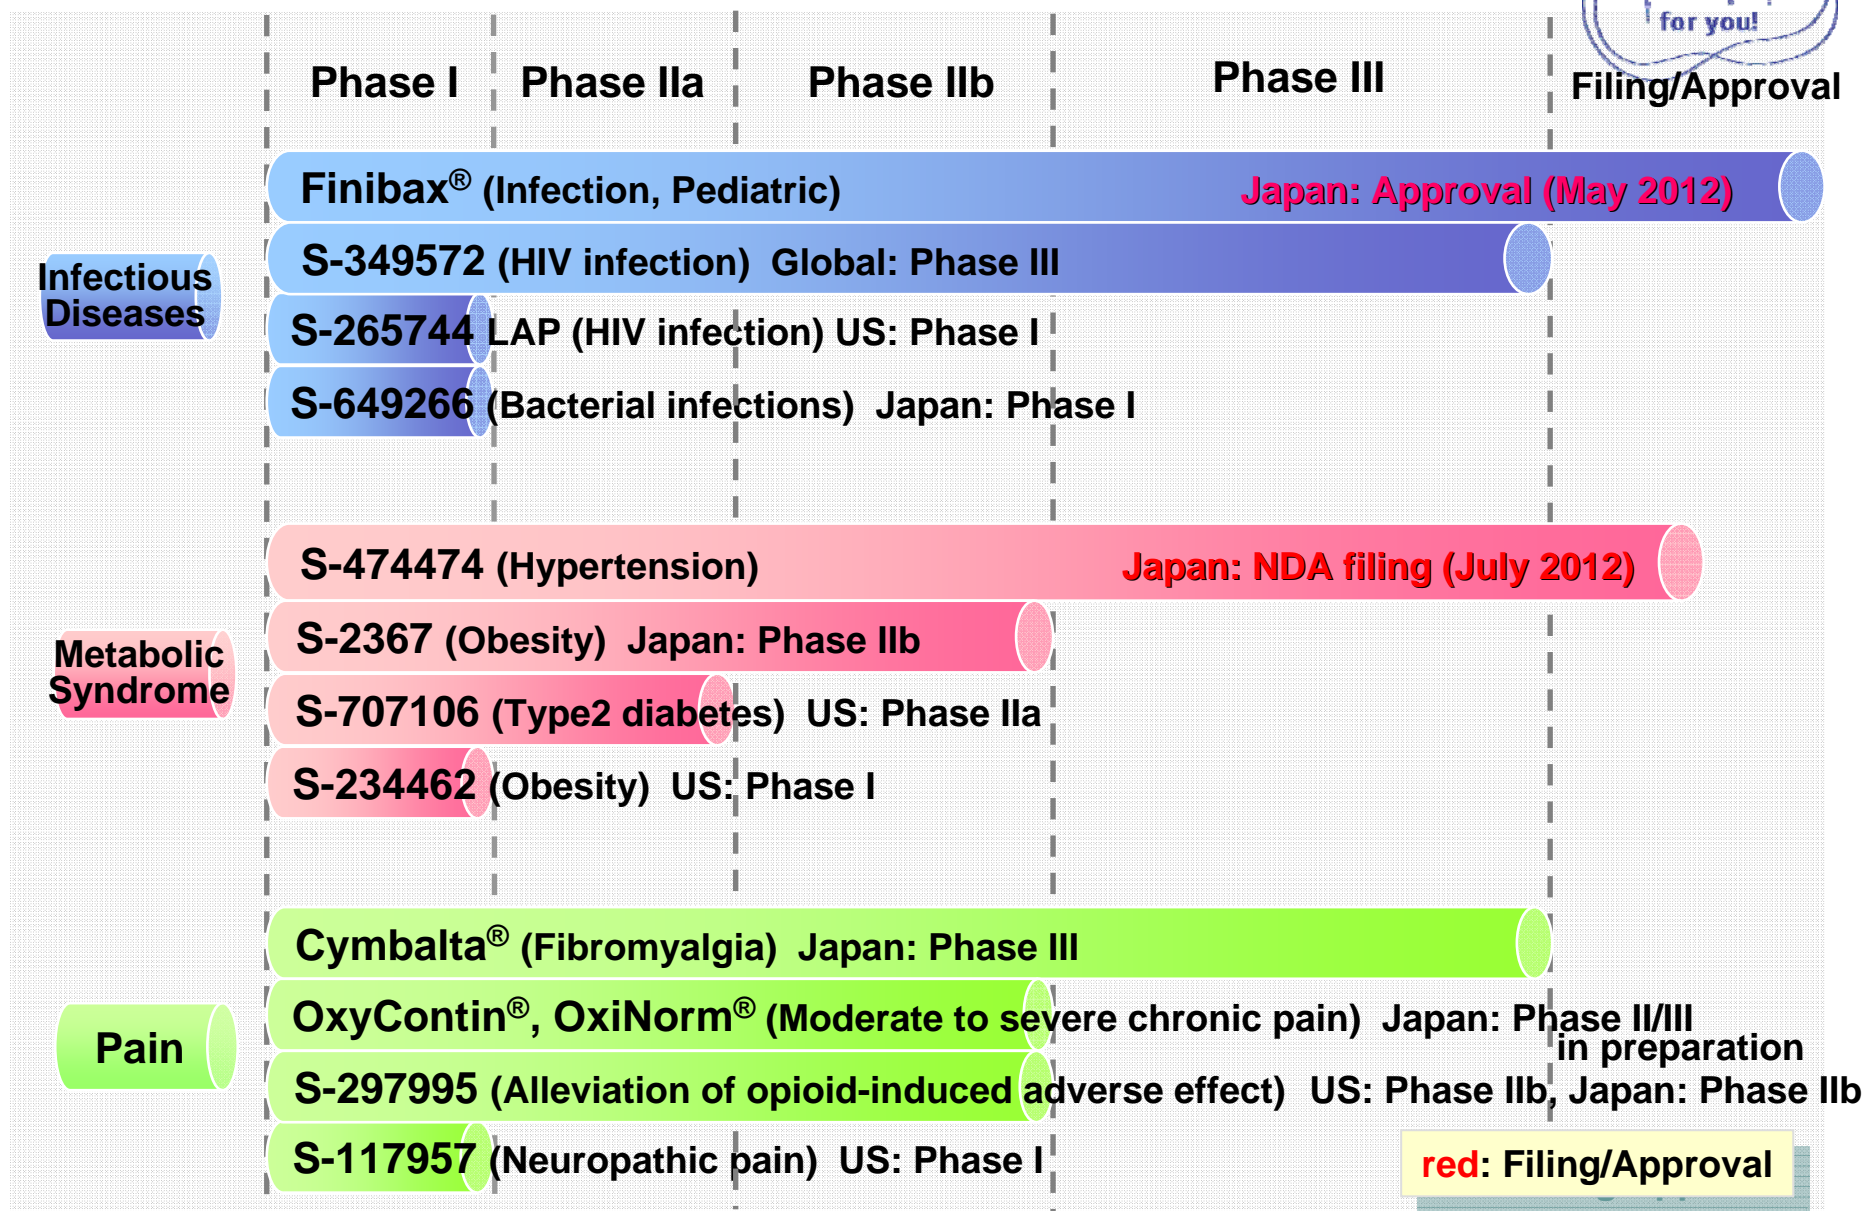 for you!
Phase I Phase IIa Phase IIb Phase III Filing/Approval
Finibax® (Infection, Pediatric) Japan: Approval (May 2012)
S-349572 (HIV infection) Global: Phase III
Infectious
Diseases
S-265744 LAP (HIV infection) US: Phase I
S-649266 (Bacterial infections) Japan: Phase I
S-474474 (Hypertension) Japan: NDA filing (July 2012)
S-2367 (Obesity) Japan: Phase IIb
Metabolic
Syndrome
S-707106 (Type2 diabetes) US: Phase IIa
S-234462 (Obesity) US: Phase I
Cymbalta® (Fibromyalgia) Japan: Phase III
OxyContin®, OxiNorm® (Moderate to severe chronic pain) Japan: Phase II/III
in preparation
Pain
S-297995 (Alleviation of opioid-induced adverse effect) US: Phase IIb, Japan: Phase IIb
S-117957 (Neuropathic pain) US: Phase I
red: Filing/Approval